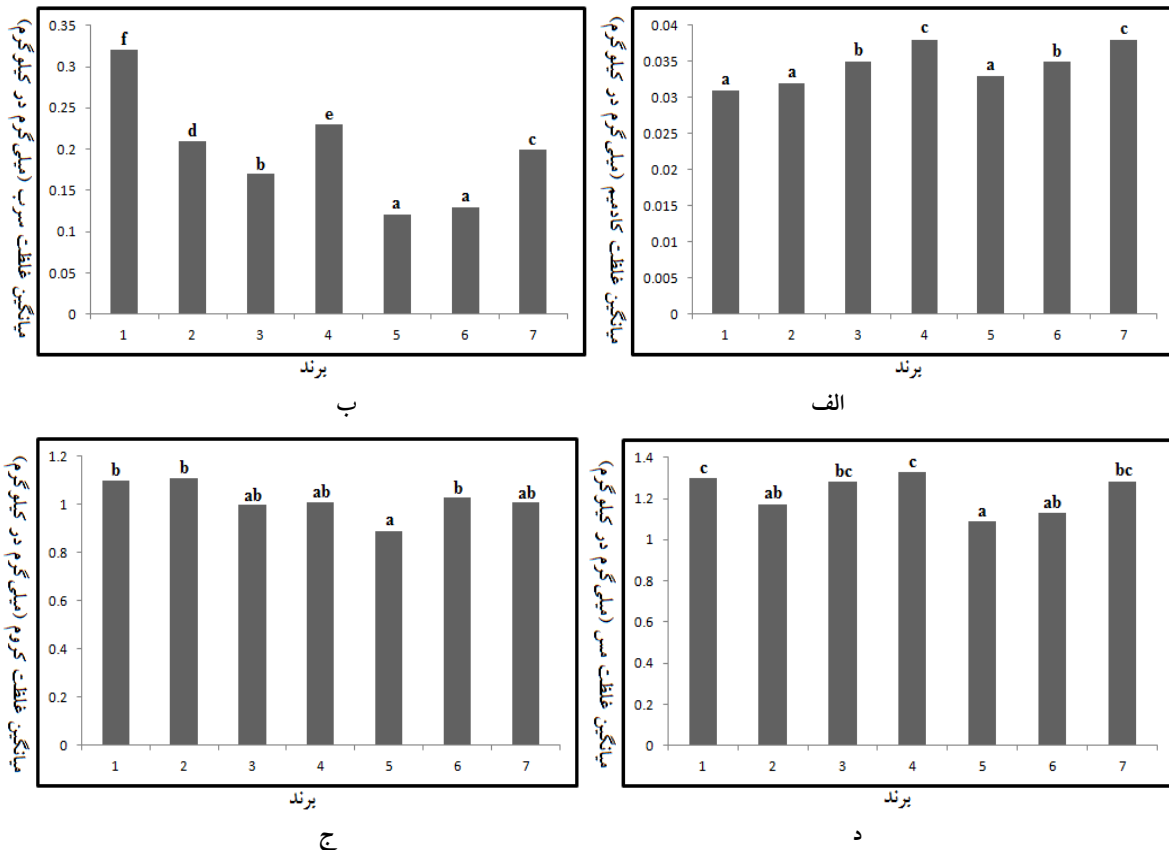 میانگین غلظت کادمیم (میلی‌گرم در کیلوگرم)
0.04
0.035
0.03
0.025
0.02
0.015
0.01
0.005
0
a a b c a b c
1 2 3 4 5 6 7
برند
الف
میانگین غلظت سرب (میلی‌گرم در کیلوگرم)
0.35
0.3
0.25
0.2
0.15
0.1
0.05
0
f d b e a a c
1 2 3 4 5 6 7
برند
ب
میانگین غلظت کروم (میلی‌گرم در کیلوگرم)
1.2
1
0.8
0.6
0.4
0.2
0
b b ab ab a b ab
1 2 3 4 5 6 7
برند
ج
میانگین غلظت مس (میلی‌گرم در کیلوگرم)
1.4
1.2
1
0.8
0.6
0.4
0.2
0
c ab bc c a ab bc
1 2 3 4 5 6 7
برند
د